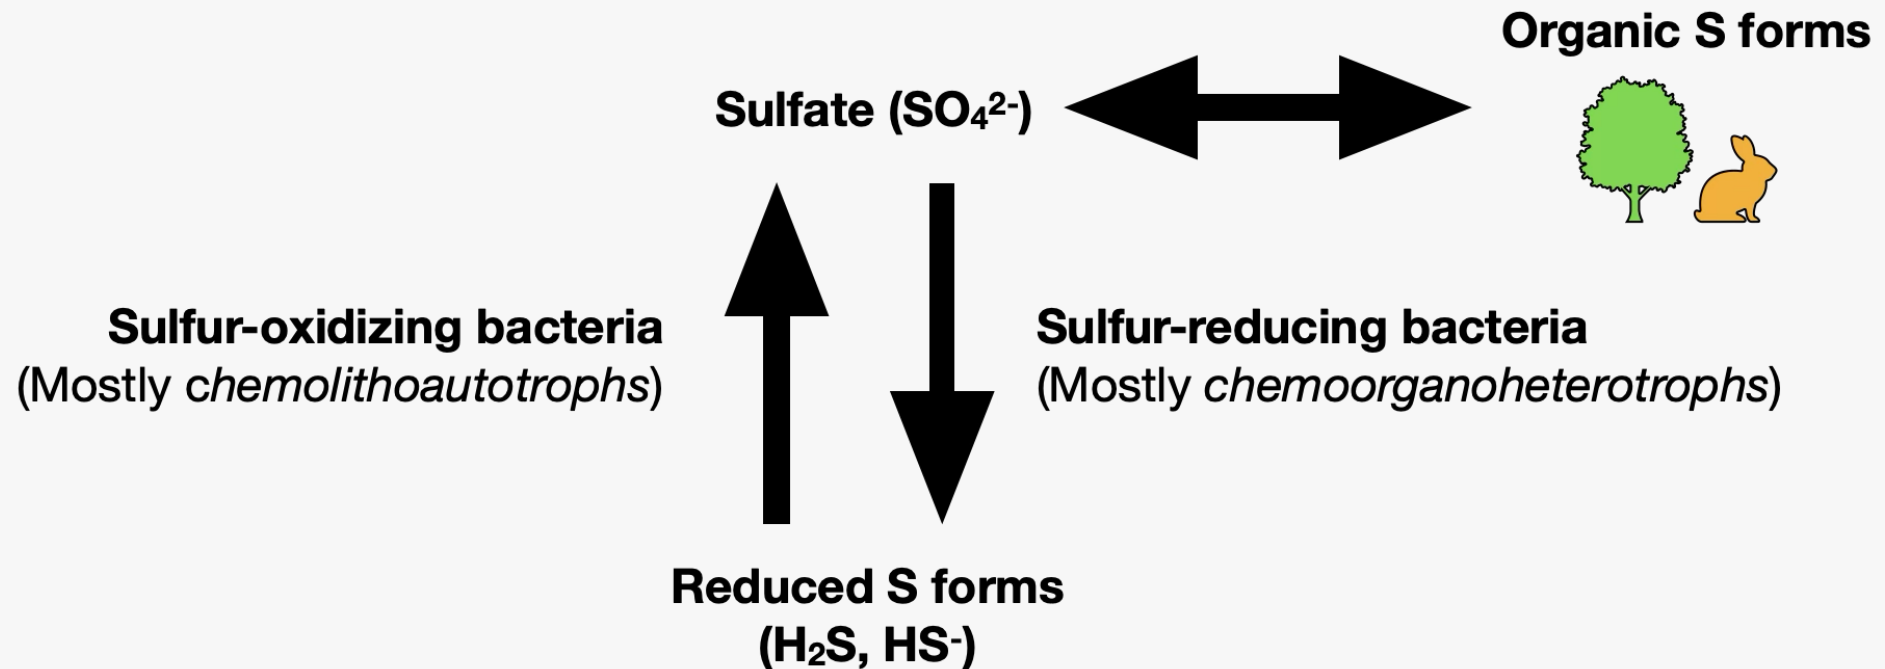 Organic S forms
Sulfate (SO₄²⁻)
Sulfur-oxidizing bacteria
(Mostly chemolithoautotrophs)
Sulfur-reducing bacteria
(Mostly chemoorganoheterotrophs)
Reduced S forms
(H₂S, HS⁻)